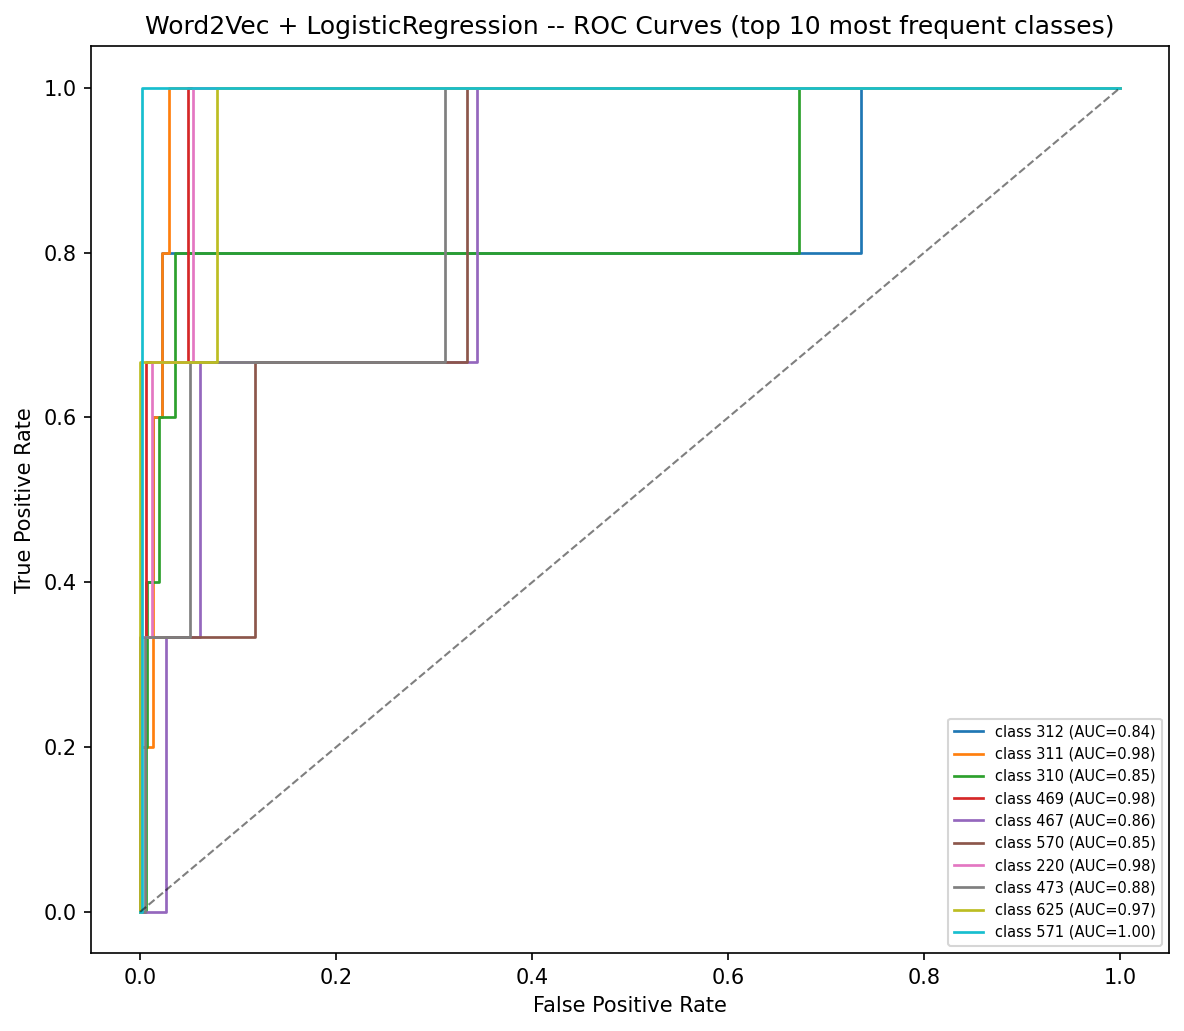 Word2Vec + LogisticRegression -- ROC Curves (top 10 most frequent classes)
1.0
0.8
0.6
0.4
0.2
0.0
True Positive Rate
0.0 0.2 0.4 0.6 0.8 1.0
False Positive Rate
class 312 (AUC=0.84)
class 311 (AUC=0.98)
class 310 (AUC=0.85)
class 469 (AUC=0.98)
class 467 (AUC=0.86)
class 570 (AUC=0.85)
class 220 (AUC=0.98)
class 473 (AUC=0.88)
class 625 (AUC=0.97)
class 571 (AUC=1.00)